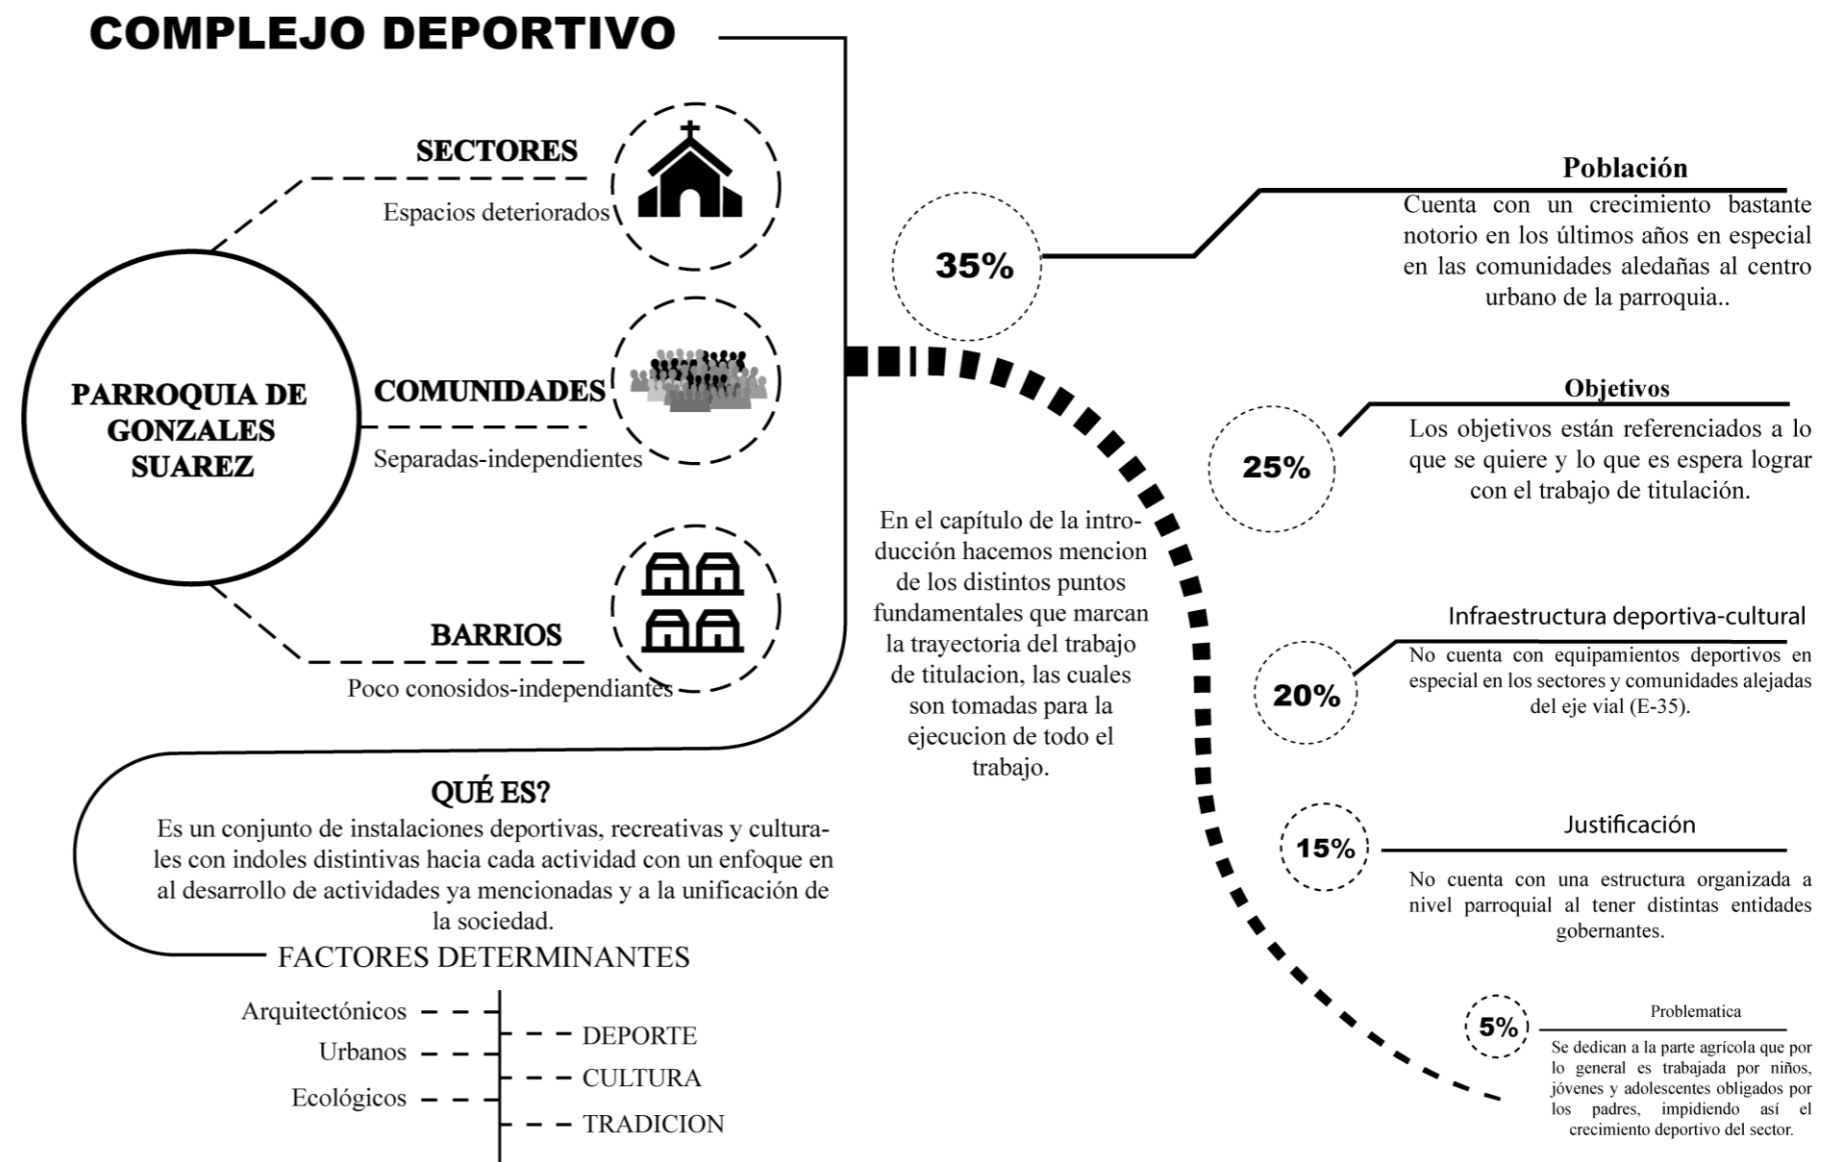 COMPLEJO DEPORTIVO
SECTORES
Espacios deteriorados
PARROQUIA DE
GONZALES
SUAREZ
COMUNIDADES
Separadas-independientes
BARRIOS
Poco conosidos-independiantes
QUÉ ES?
Es un conjunto de instalaciones deportivas, recreativas y cultura-
les con indoles distintivas hacia cada actividad con un enfoque en
al desarrollo de actividades ya mencionadas y a la unificación de
la sociedad.
FACTORES DETERMINANTES
Arquitectónicos
Urbanos
Ecológicos
DEPORTE
CULTURA
TRADICION
En el capítulo de la intro-
ducción hacemos mencion
de los distintos puntos
fundamentales que marcan
la trayectoria del trabajo
de titulacion, las cuales
son tomadas para la
ejecucion de todo el
trabajo.
35%
Población
Cuenta con un crecimiento bastante
notorio en los últimos años en especial
en las comunidades aledañas al centro
urbano de la parroquia..
25%
Objetivos
Los objetivos están referenciados a lo
que se quiere y lo que es espera lograr
con el trabajo de titulación.
20%
Infraestructura deportiva-cultural
No cuenta con equipamientos deportivos en
especial en los sectores y comunidades alejadas
del eje vial (E-35).
15%
Justificación
No cuenta con una estructura organizada a
nivel parroquial al tener distintas entidades
gobernantes.
5%
Problematica
Se dedican a la parte agrícola que por
lo general es trabajada por niños,
jóvenes y adolescentes obligados por
los padres, impidiendo así el
crecimiento deportivo del sector.